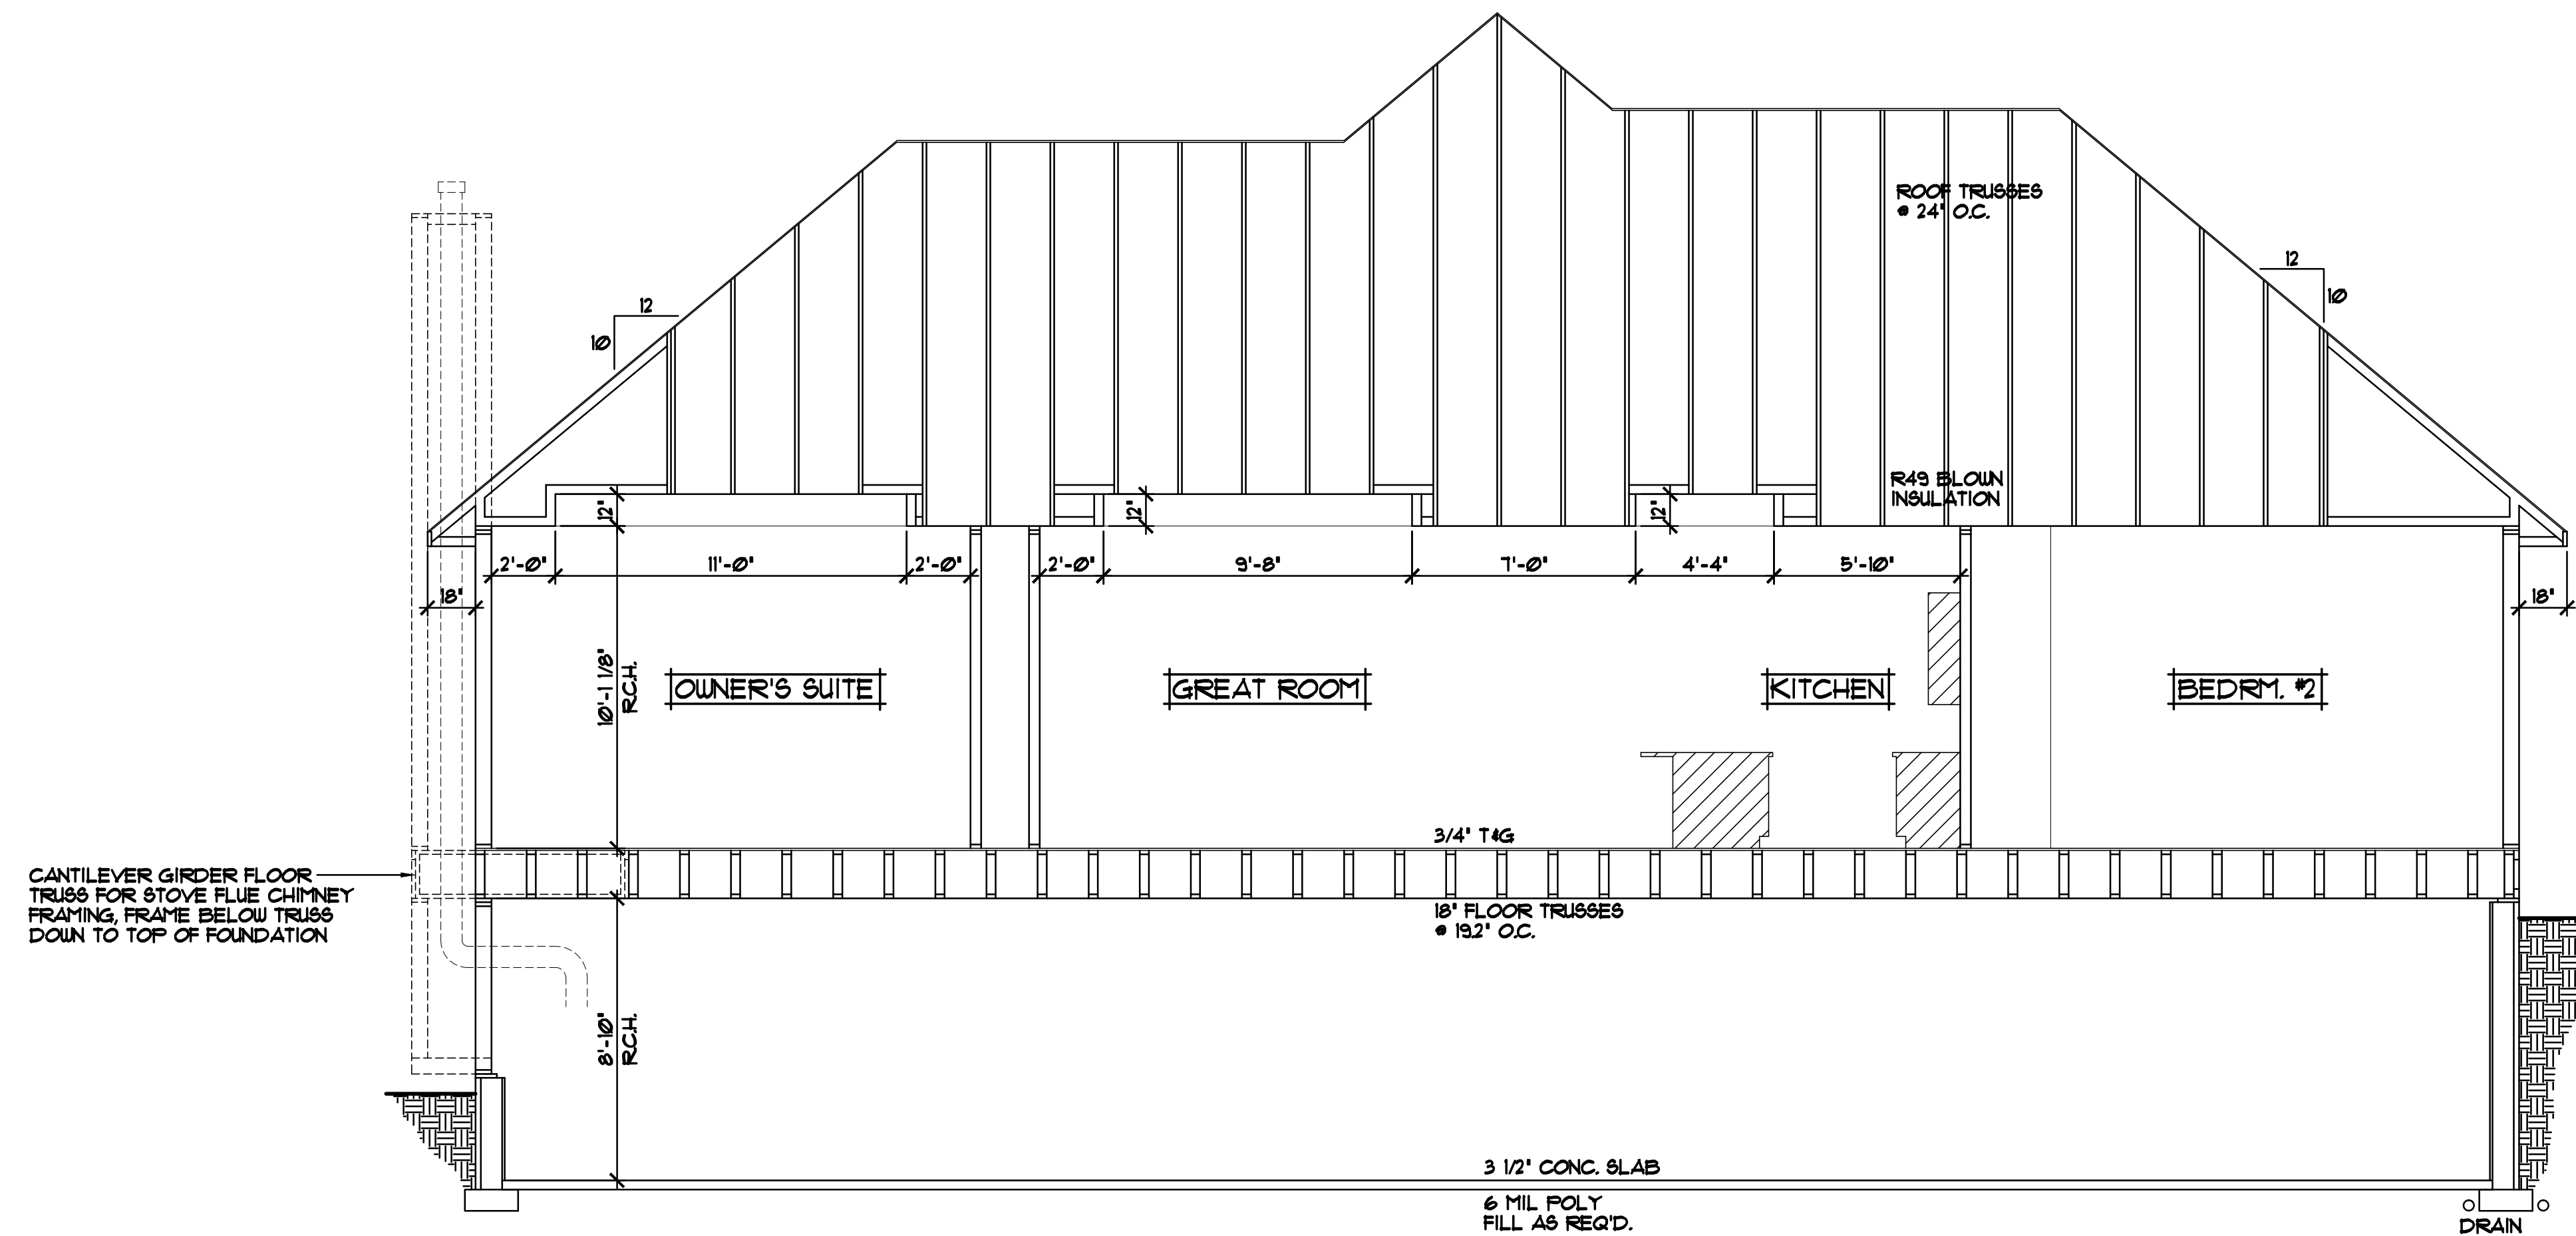 ROOF TRUSSES
@ 24" O.C.
12
10
12
10
R49 BLOWN
INSULATION
12"
12"
12"
2'-0"
11'-0"
2'-0"
2'-0"
9'-8"
7'-0"
4'-4"
5'-10"
18"
18"
10'-1 1/8"
R.C.H.
OWNER'S SUITE
GREAT ROOM
KITCHEN
BEDRM. #2
3/4" T&G
CANTILEVER GIRDER FLOOR
TRUSS FOR STOVE FLUE CHIMNEY
FRAMING, FRAME BELOW TRUSS
DOWN TO TOP OF FOUNDATION
18" FLOOR TRUSSES
@ 19.2" O.C.
8'-10"
R.C.H.
3 1/2" CONC. SLAB
6 MIL POLY
FILL AS REQ'D.
DRAIN